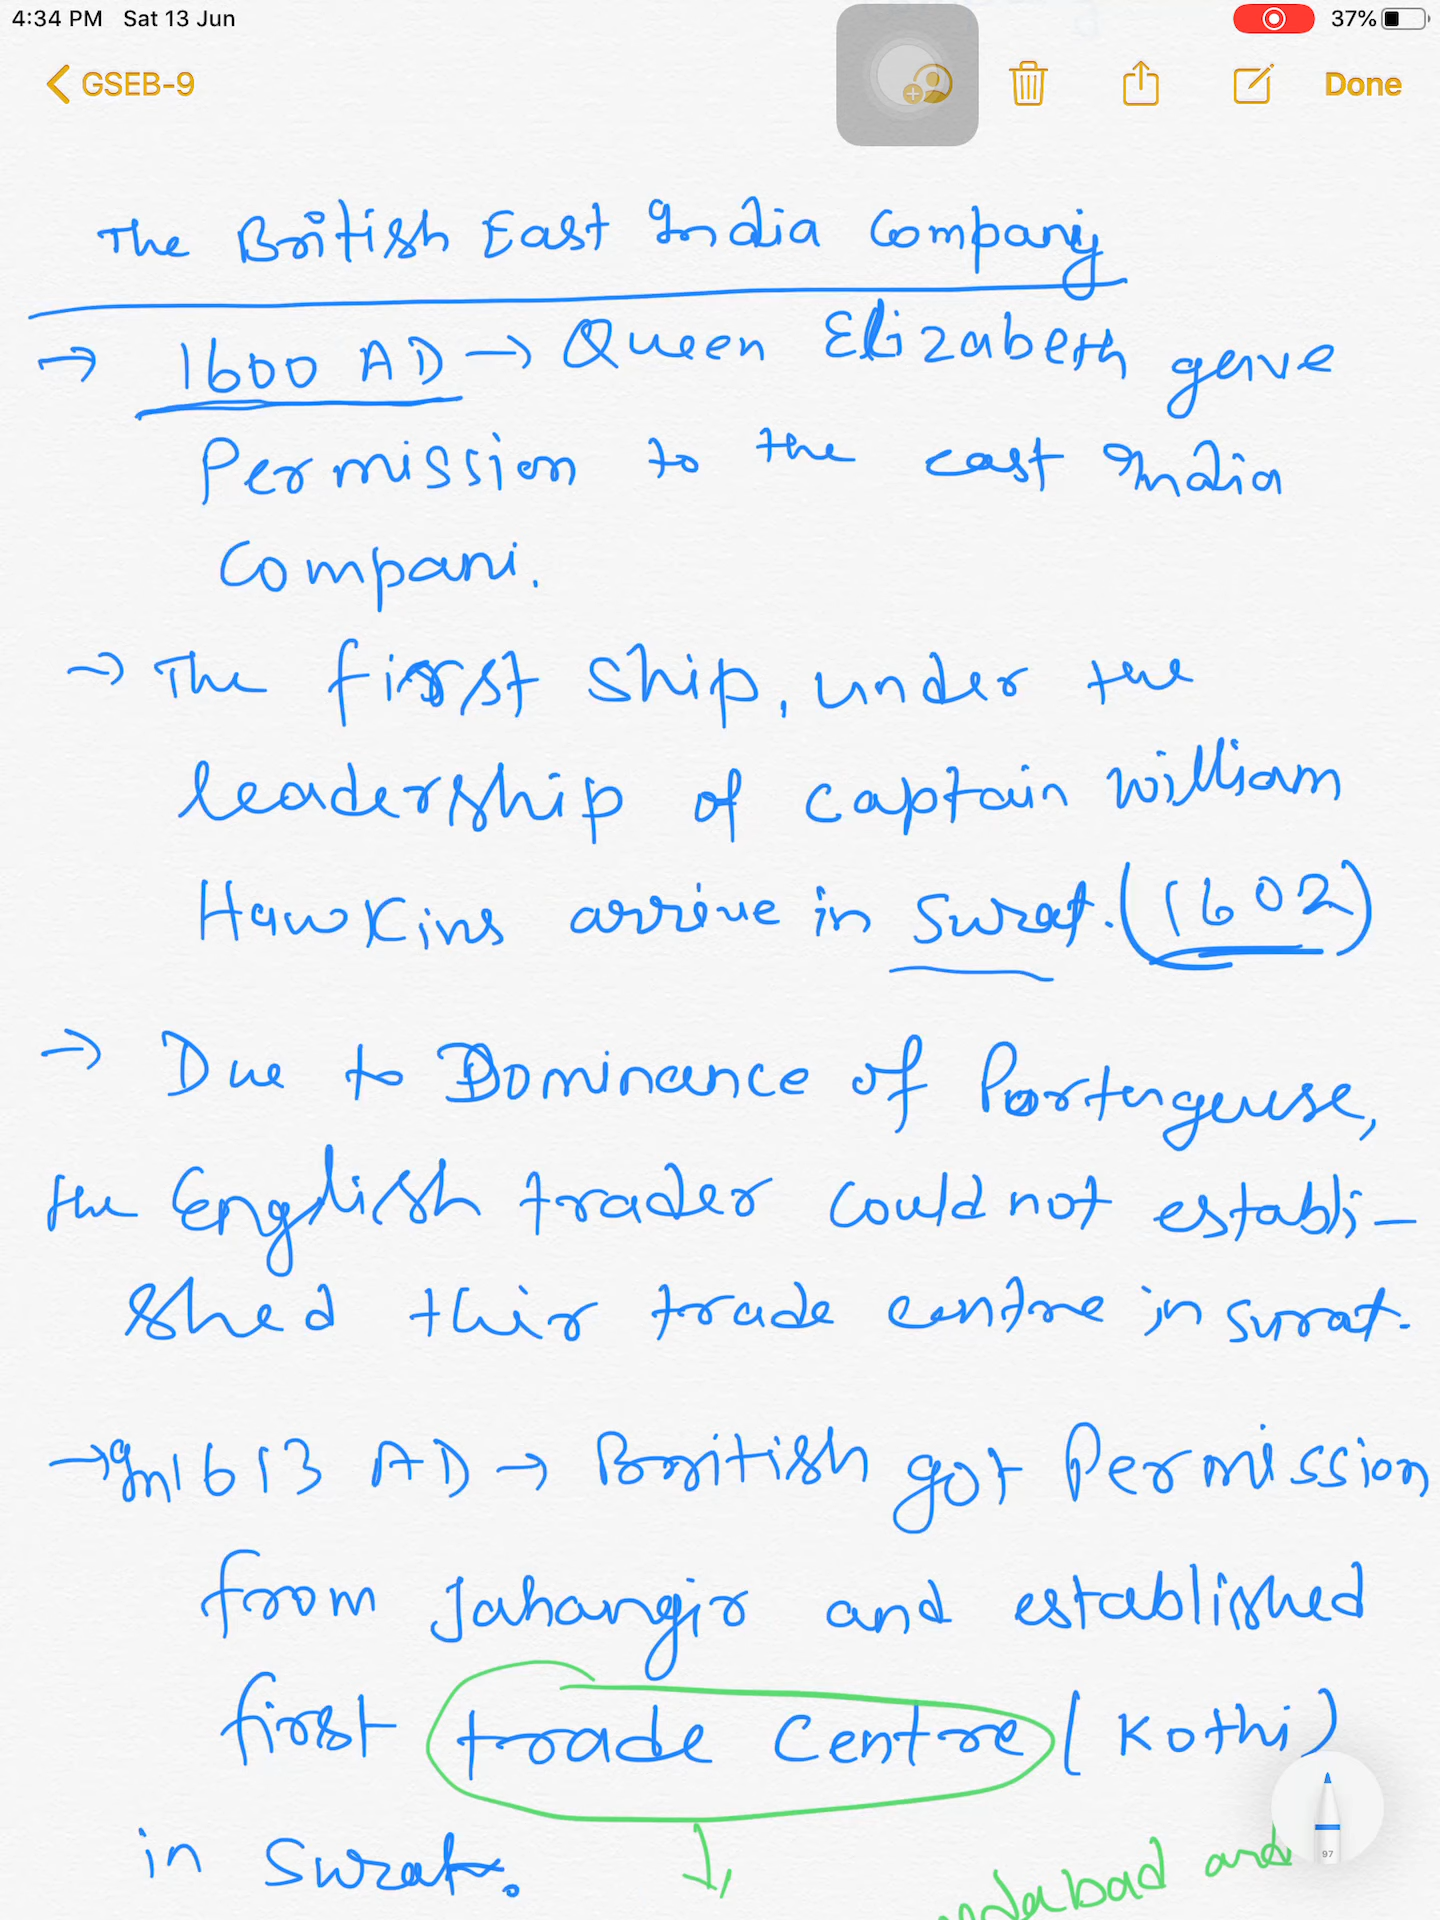 4:34 PM Sat 13 Jun 37%
GSEB-9 Done
The British East India Company
→ 1600 AD → Queen Elizabeth gave
Permission to the east India
Compani.
→ The first ship, under the
leadership of captain william
Hawkins arrive in Surat. (1602)
→ Due to Dominance of Portugeuse,
the English trader could not establi-
shed thir trade centre in surat.
→ In 1613 AD → British got Permission
from Jahangir and established
first trade Centre (Kothi)
in Surat.
and
97